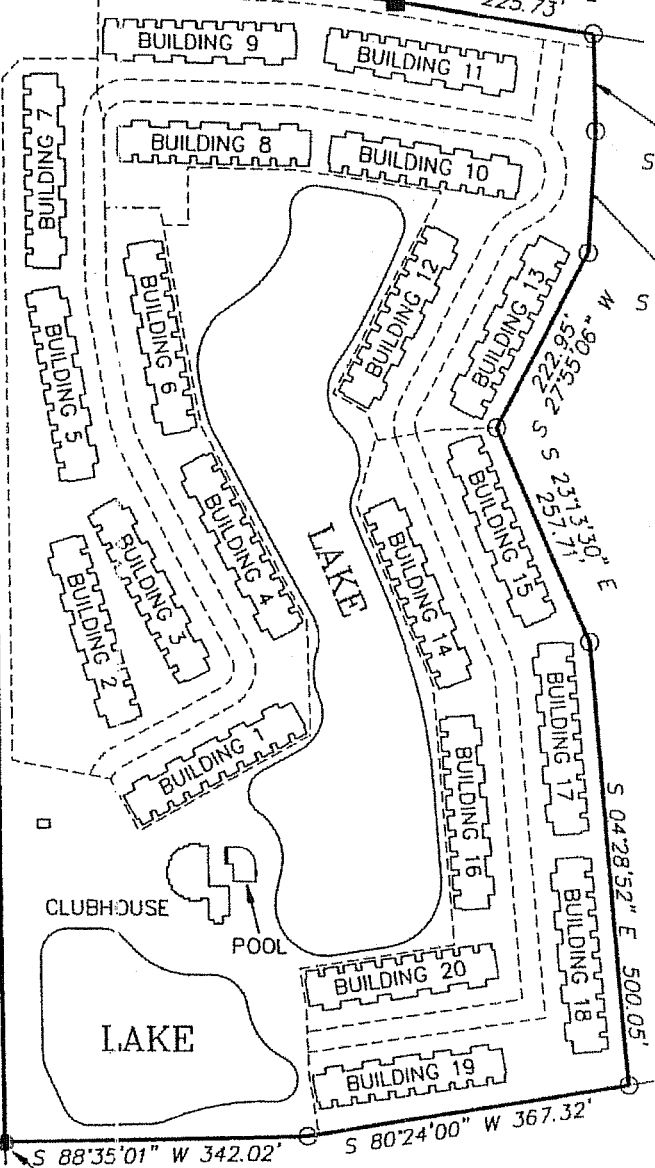 225.73'
BUILDING 9
BUILDING 11
BUILDING 7
BUILDING 8
BUILDING 10
S
BUILDING 12
BUILDING 13
BUILDING 6
BUILDING 5
S
222.95'
S 27°55'06" W
S 23°13'30" E
257.71'
BUILDING 15
BUILDING 4
LAKE
BUILDING 14
BUILDING 3
BUILDING 2
BUILDING 17
BUILDING 1
BUILDING 16
S 04°28'52" E 500.05'
CLUBHOUSE
POOL
BUILDING 18
BUILDING 20
LAKE
BUILDING 19
S 88°35'01" W 342.02'
S 80°24'00" W 367.32'